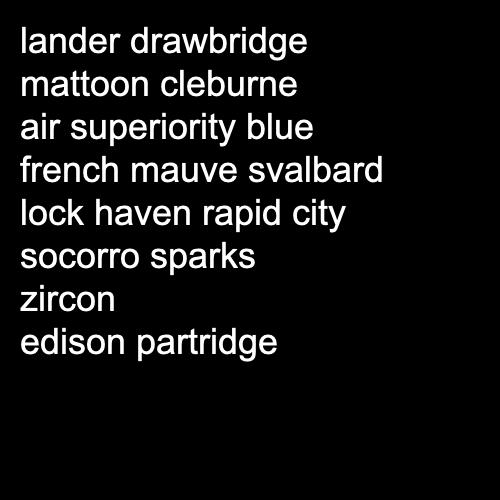 lander drawbridge
mattoon cleburne
air superiority blue
french mauve svalbard
lock haven rapid city
socorro sparks
zircon
edison partridge